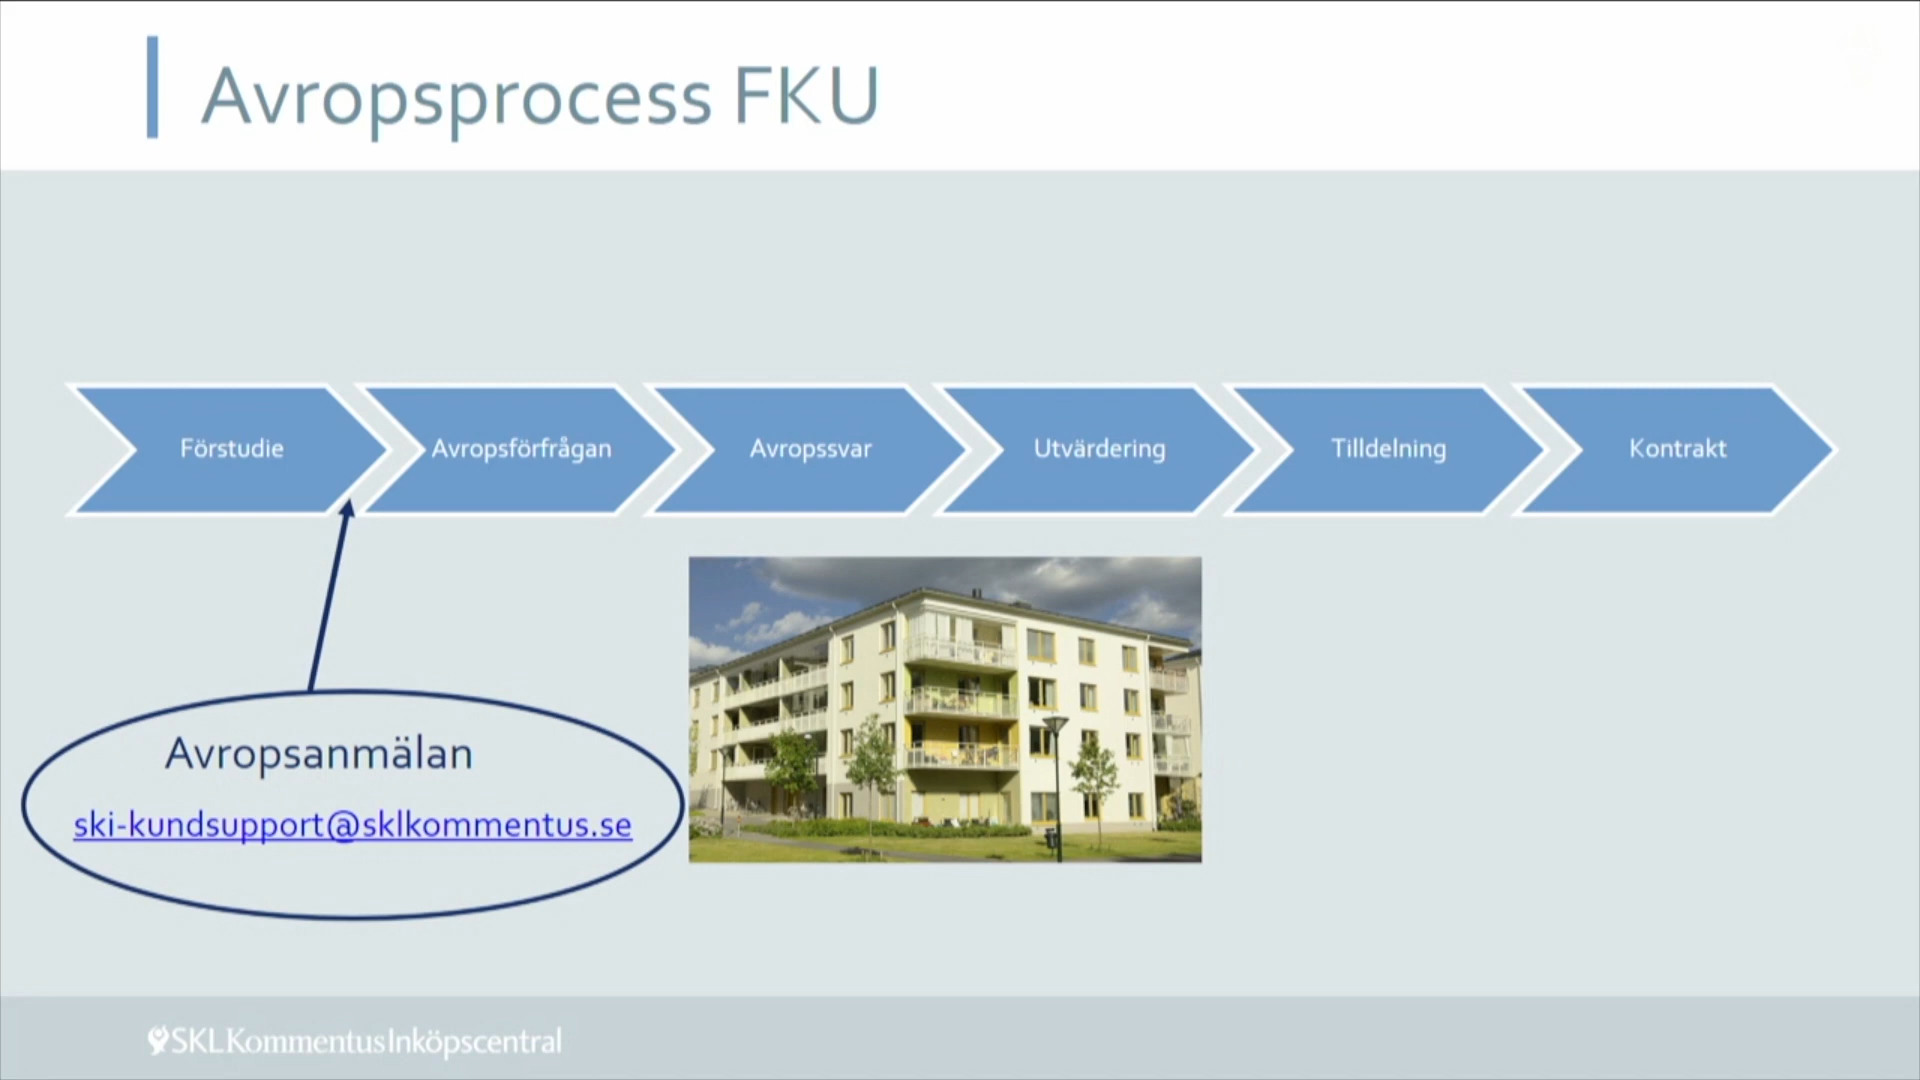 Avropsprocess FKU
Förstudie
Avropsförfrågan
Avropssvar
Utvärdering
Tilldelning
Kontrakt
Avropsanmälan
ski-kundsupport@sklkommentus.se
SKL Kommentus Inköpscentral